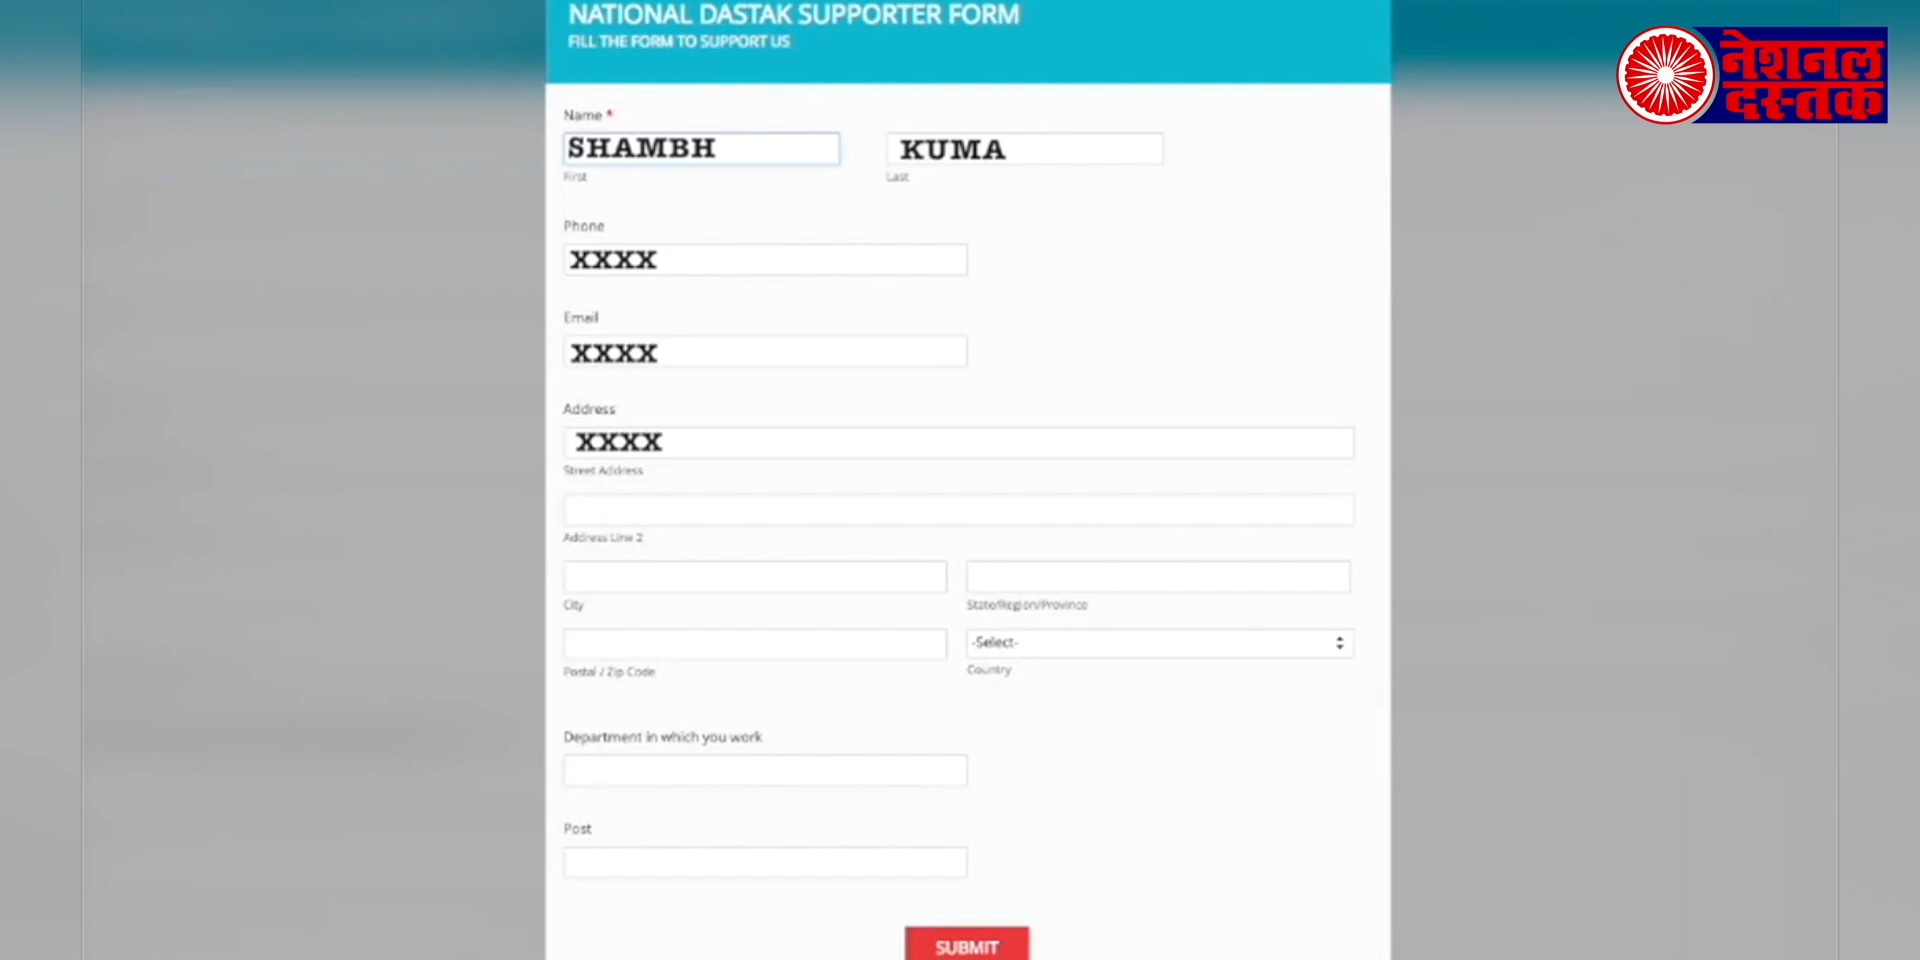 NATIONAL DASTAK SUPPORTER FORM
FILL THE FORM TO SUPPORT US
नेशनल
दस्तक
Name *
SHAMBH KUMA
First Last
Phone
XXXX
Email
XXXX
Address
XXXX
Street Address
Address Line 2
City State/Region/Province
-Select-
Postal / Zip Code Country
Department in which you work
Post
SUBMIT